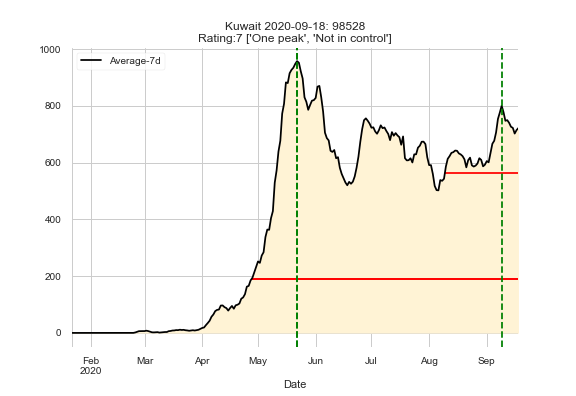 Kuwait 2020-09-18: 98528
Rating:7 ['One peak', 'Not in control']
Average-7d
1000
800
600
400
200
0
Feb Mar Apr May Jun Jul Aug Sep
2020
Date